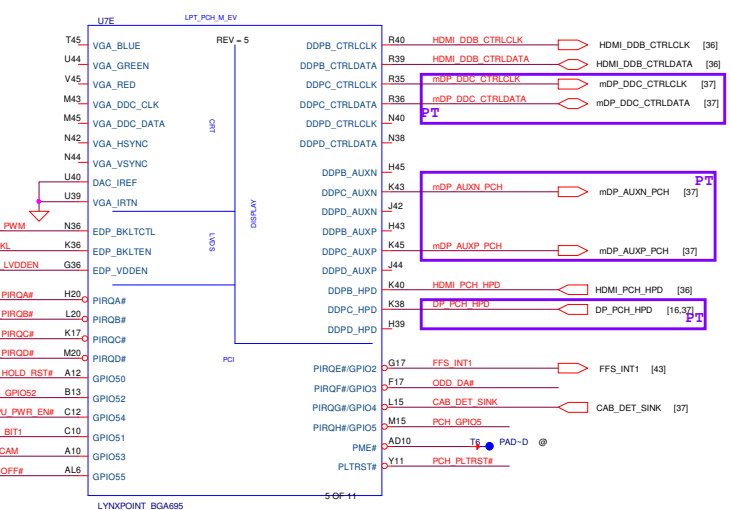 U7E LPT_PCH_M_EV
REV = 5
T45 VGA_BLUE DDPB_CTRLCLK R40 HDMI_DDB_CTRLCLK HDMI_DDB_CTRLCLK [36]
U44 VGA_GREEN DDPB_CTRLDATA R39 HDMI_DDB_CTRLDATA HDMI_DDB_CTRLDATA [36]
V45 VGA_RED DDPC_CTRLCLK R35 mDP_DDC_CTRLCLK mDP_DDC_CTRLCLK [37]
M43 VGA_DDC_CLK DDPC_CTRLDATA R36 mDP_DDC_CTRLDATA mDP_DDC_CTRLDATA [37]
PT
M45 VGA_DDC_DATA CRT DDPD_CTRLCLK N40
N42 VGA_HSYNC DDPD_CTRLDATA N38
N44 VGA_VSYNC
DDPB_AUXN H45
PT
U40 DAC_IREF DDPC_AUXN K43 mDP_AUXN_PCH mDP_AUXN_PCH [37]
U39 VGA_IRTN DISPLAY DDPD_AUXN J42
PWM N36 EDP_BKLTCTL DDPB_AUXP H43
KL K36 EDP_BKLTEN LVDS DDPC_AUXP K45 mDP_AUXP_PCH mDP_AUXP_PCH [37]
LVDDEN G36 EDP_VDDEN DDPD_AUXP J44
DDPB_HPD K40 HDMI_PCH_HPD HDMI_PCH_HPD [36]
PIRQA# H20 PIRQA# DDPC_HPD K38 DP_PCH_HPD DP_PCH_HPD [16,37]
PT
PIRQB# L20 PIRQB# DDPD_HPD H39
PIRQC# K17 PIRQC#
PIRQD# M20 PIRQD# PCI
HOLD_RST# A12 GPIO50 PIRQE#/GPIO2 G17 FFS_INT1 FFS_INT1 [43]
GPIO52 B13 GPIO52 PIRQF#/GPIO3 F17 ODD_DA#
U_PWR_EN# C12 GPIO54 PIRQG#/GPIO4 L15 CAB_DET_SINK CAB_DET_SINK [37]
BIT1 C10 GPIO51 PIRQH#/GPIO5 M15 PCH_GPIO5
CAM A10 GPIO53 PME# AD10 T6 PAD~D @
OFF# AL6 GPIO55 PLTRST# Y11 PCH_PLTRST#
5 OF 11
LYNXPOINT_BGA695